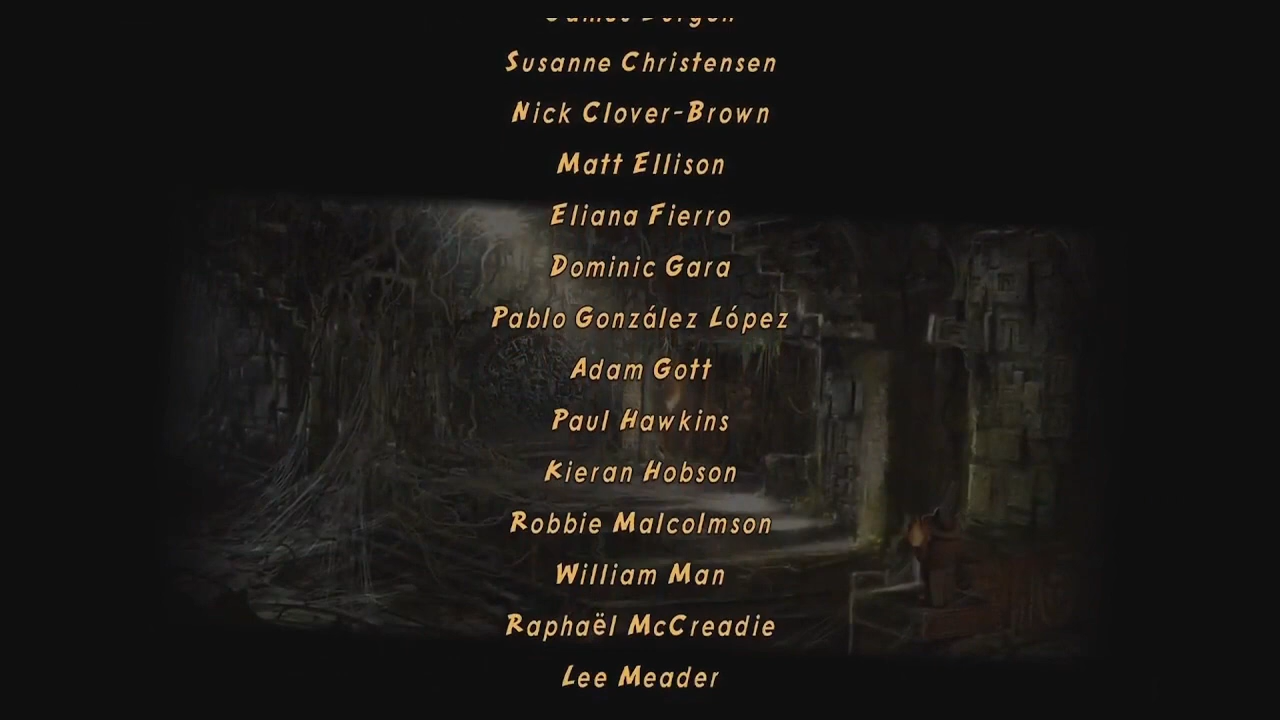 Susanne Christensen
Nick Clover-Brown
Matt Ellison
Eliana Fierro
Dominic Gara
Pablo González López
Adam Gott
Paul Hawkins
Kieran Hobson
Robbie Malcolmson
William Man
Raphaël McCreadie
Lee Meader